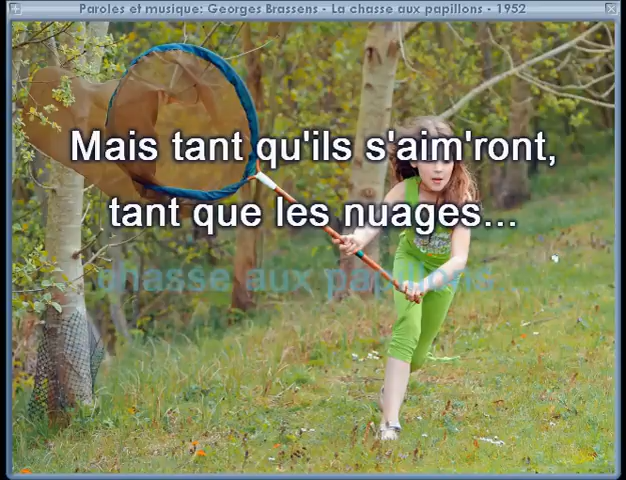 Paroles et musique: Georges Brassens - La chasse aux papillons - 1952
Mais tant qu'ils s'aim'ront,
tant que les nuages...
chasse aux papillons...